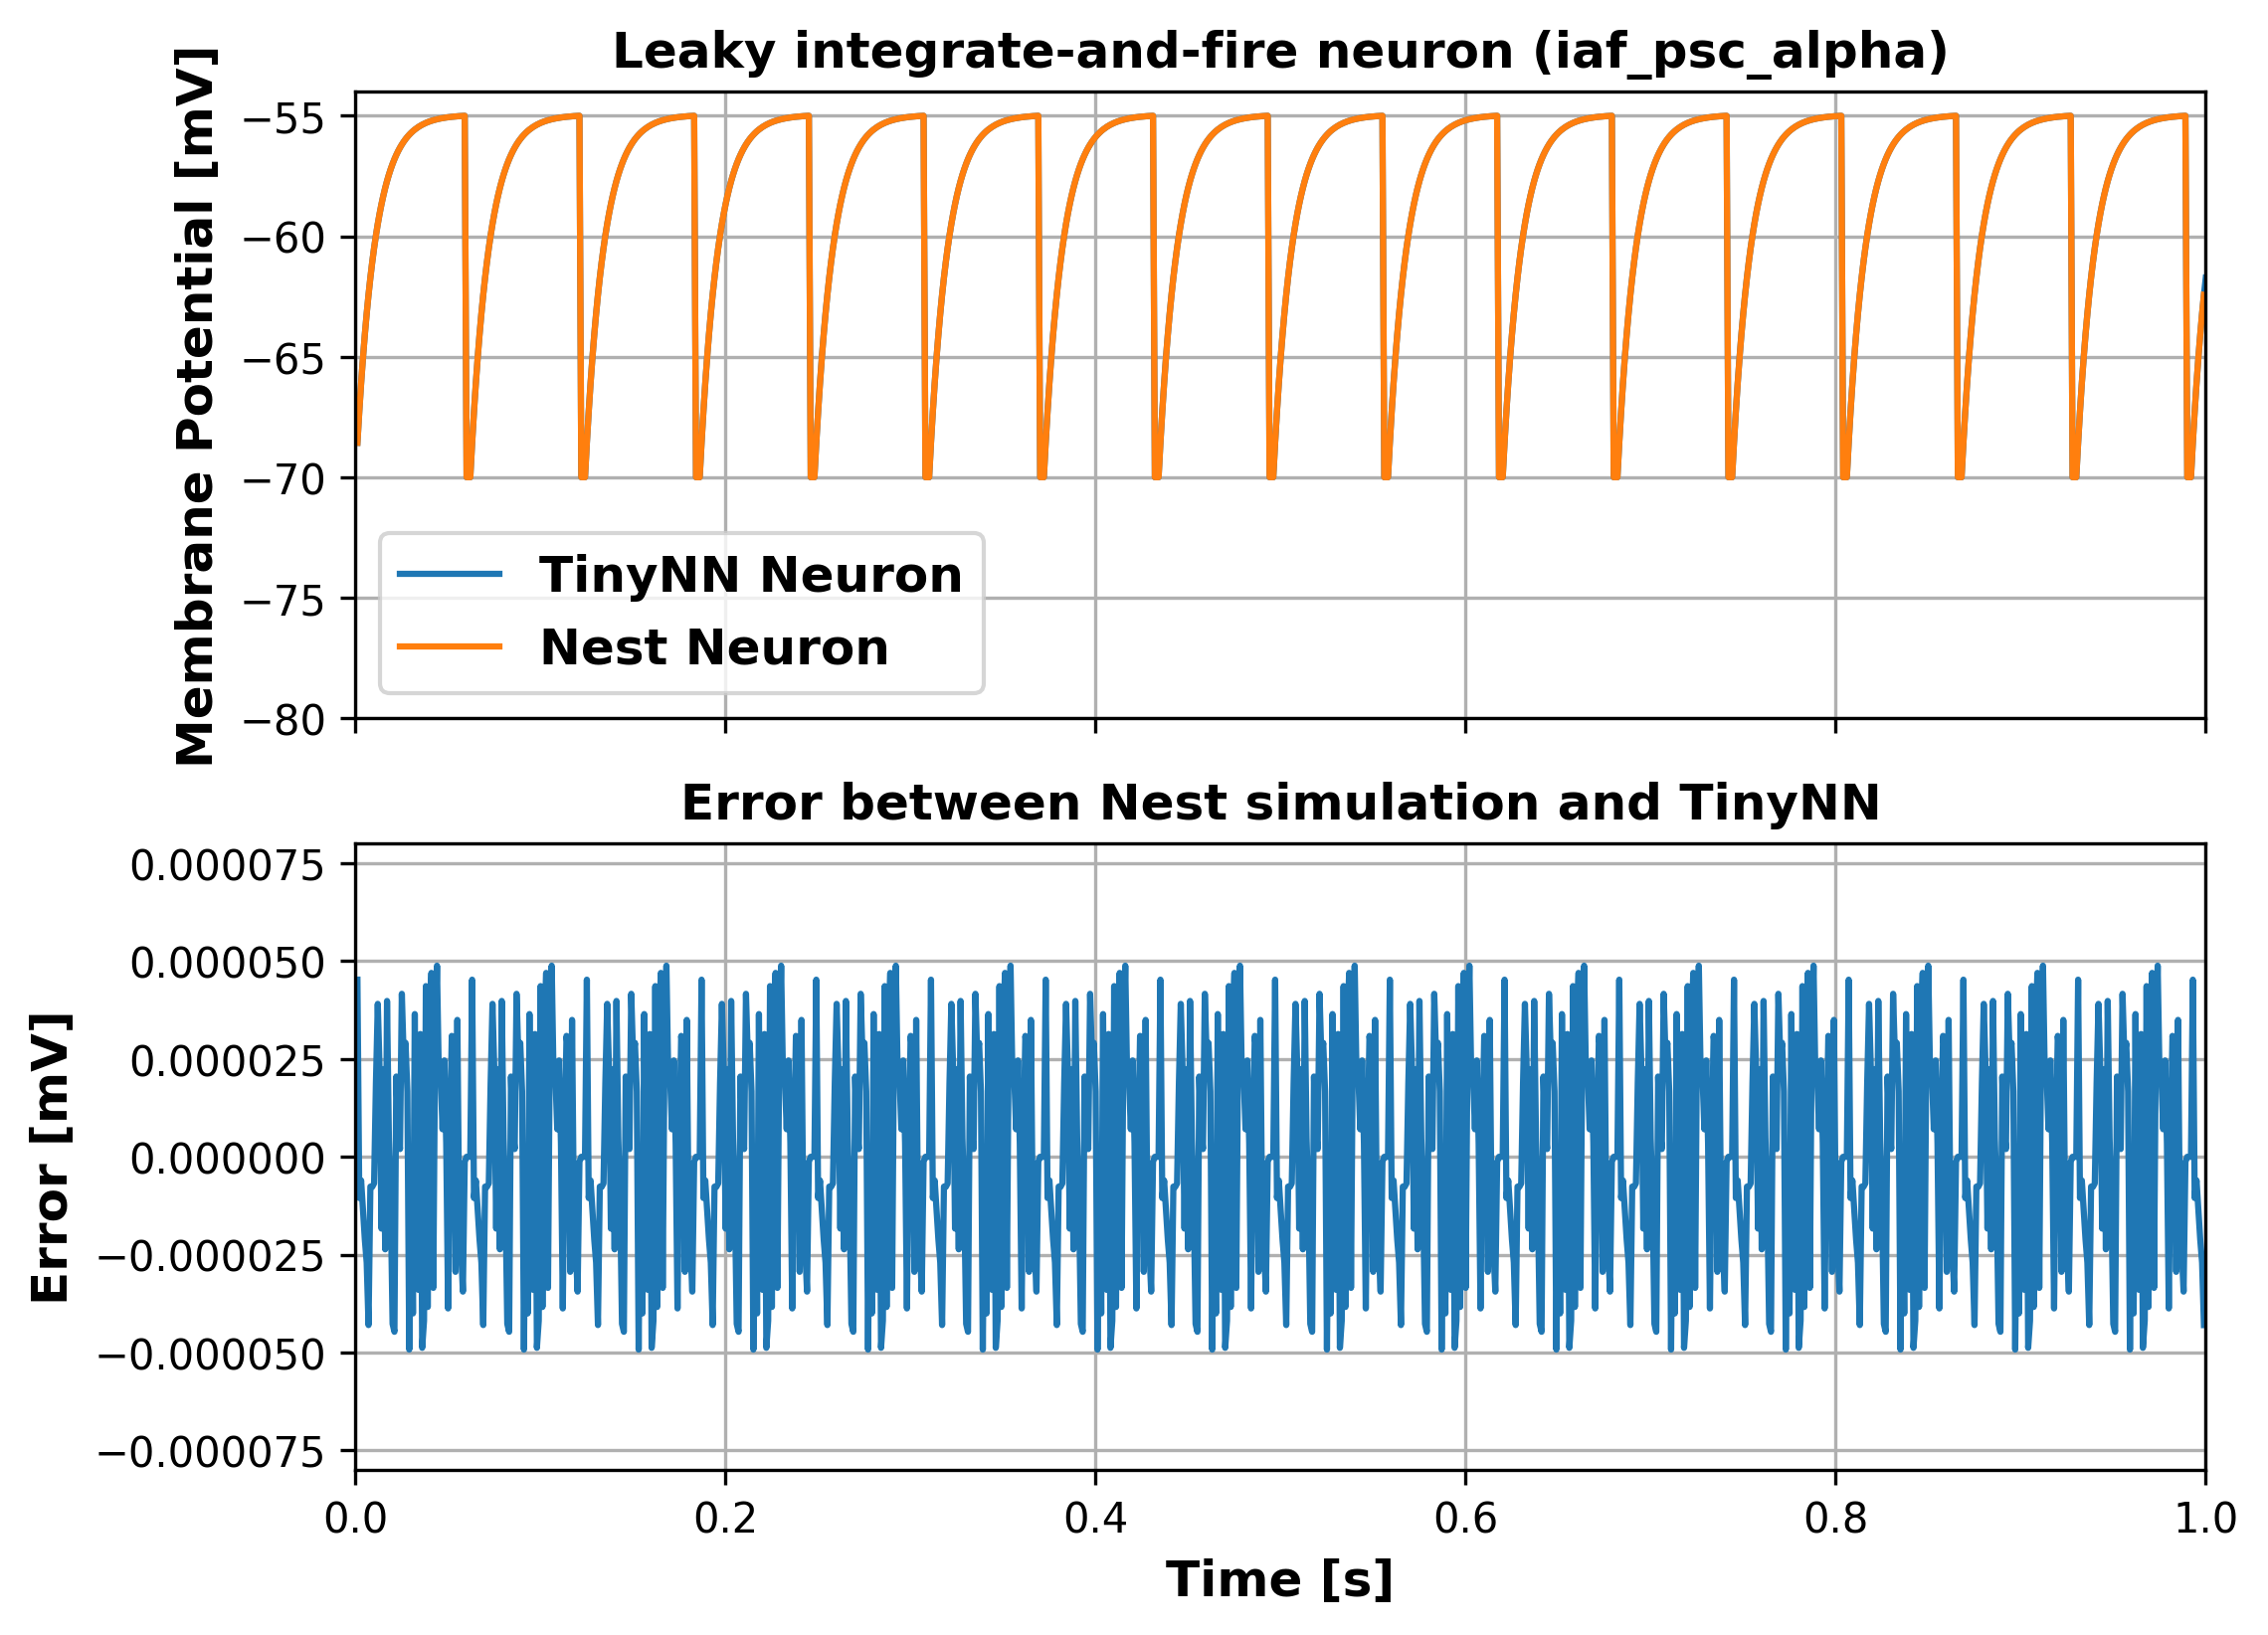 Leaky integrate-and-fire neuron (iaf_psc_alpha)
Membrane Potential [mV]
−55
−60
−65
−70
−75
−80
TinyNN Neuron
Nest Neuron
Error between Nest simulation and TinyNN
Error [mV]
0.000075
0.000050
0.000025
0.000000
−0.000025
−0.000050
−0.000075
0.0 0.2 0.4 0.6 0.8 1.0
Time [s]